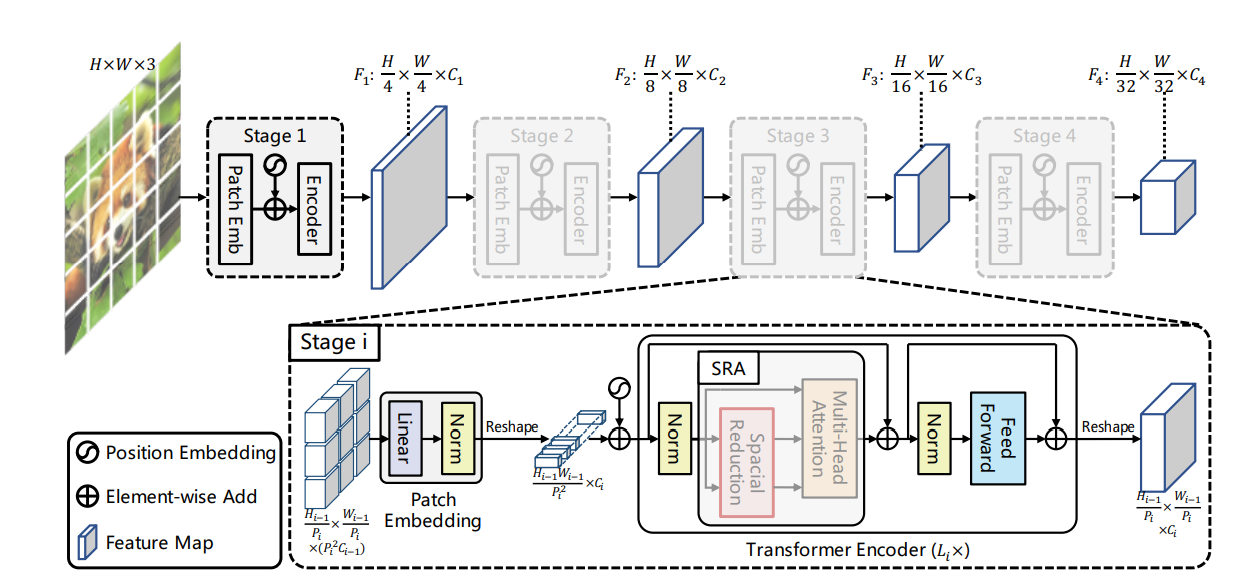 H×W×3
F₁: H/4 × W/4 ×C₁
F₂: H/8 × W/8 ×C₂
F₃: H/16 × W/16 ×C₃
F₄: H/32 × W/32 ×C₄
Stage 1
Patch Emb
Encoder
Stage 2
Patch Emb
Encoder
Stage 3
Patch Emb
Encoder
Stage 4
Patch Emb
Encoder
Stage i
Linear
Norm
Patch
Embedding
Reshape
Hᵢ₋₁/Pᵢ × Wᵢ₋₁/Pᵢ
×(Pᵢ²Cᵢ₋₁)
Hᵢ₋₁Wᵢ₋₁/Pᵢ² ×Cᵢ
Norm
SRA
Spacial
Reduction
Multi-Head
Attention
Norm
Feed
Forward
Reshape
Hᵢ₋₁/Pᵢ × Wᵢ₋₁/Pᵢ
×Cᵢ
Transformer Encoder (Lᵢ×)
Position Embedding
Element-wise Add
Feature Map